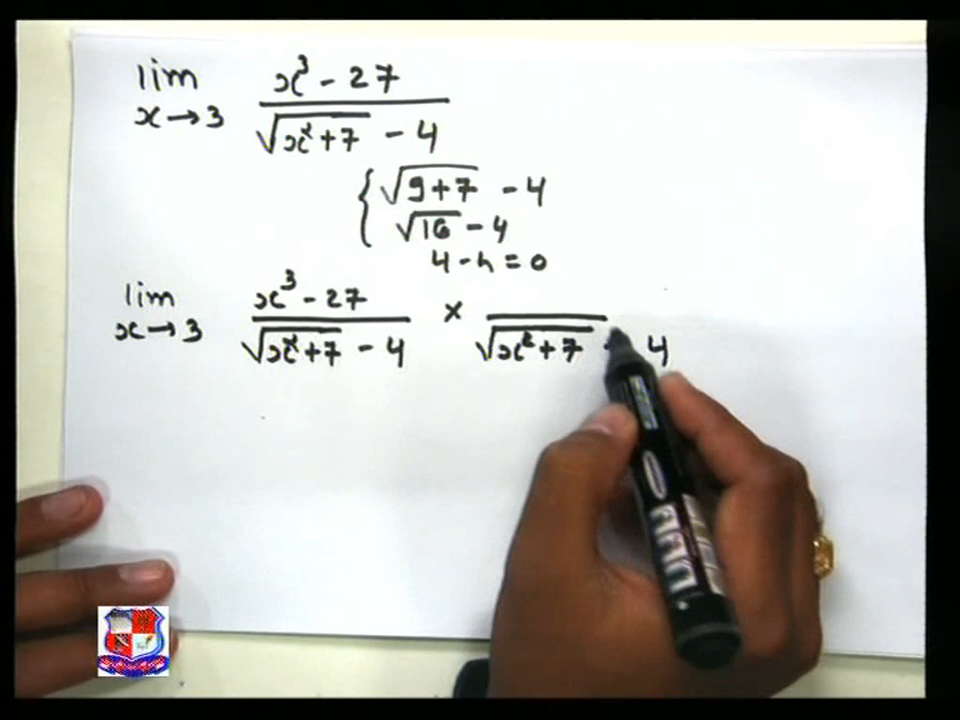 lim x→3 x³ - 27 / √x²+7 - 4
{ √9+7 - 4
√16 - 4
4 - 4 = 0
lim x→3 x³ - 27 / √x²+7 - 4 × / √x²+7 4